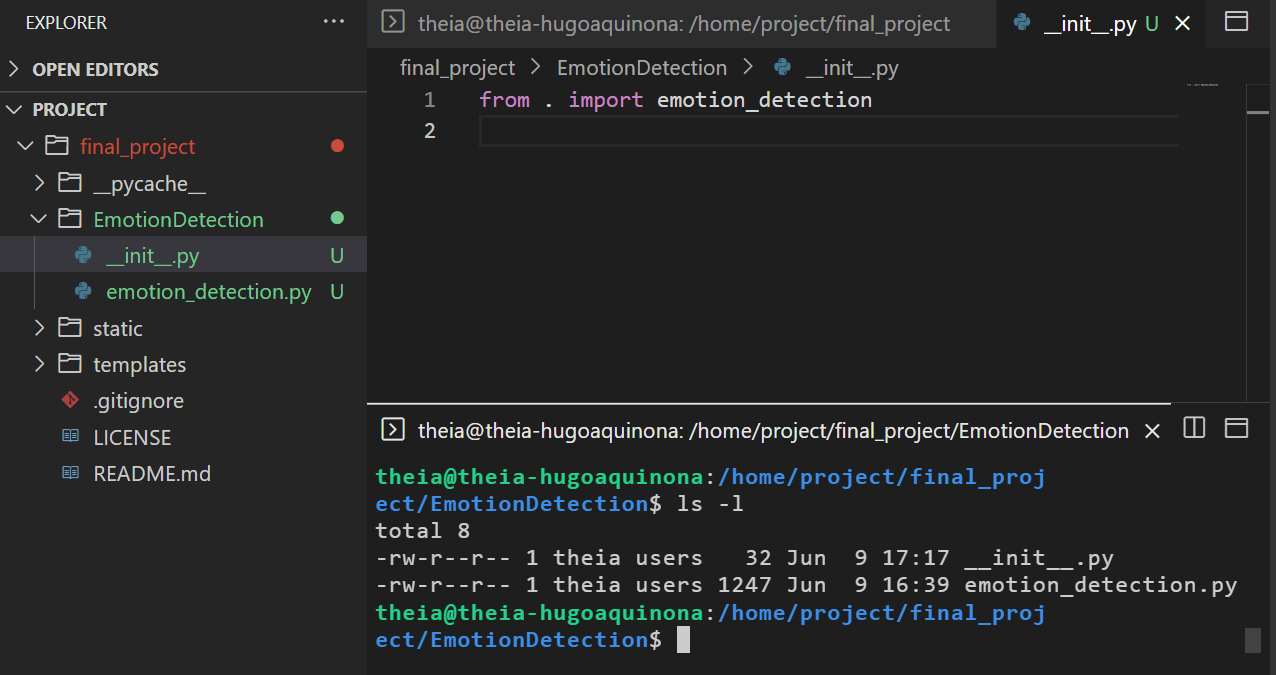 EXPLORER ...
OPEN EDITORS
PROJECT
final_project
__pycache__
EmotionDetection
__init__.py U
emotion_detection.py U
static
templates
.gitignore
LICENSE
README.md
theia@theia-hugoaquinona: /home/project/final_project
__init__.py U
final_project > EmotionDetection > __init__.py
1 from . import emotion_detection
2
theia@theia-hugoaquinona: /home/project/final_project/EmotionDetection
theia@theia-hugoaquinona:/home/project/final_proj
ect/EmotionDetection$ ls -l
total 8
-rw-r--r-- 1 theia users   32 Jun  9 17:17 __init__.py
-rw-r--r-- 1 theia users 1247 Jun  9 16:39 emotion_detection.py
theia@theia-hugoaquinona:/home/project/final_proj
ect/EmotionDetection$